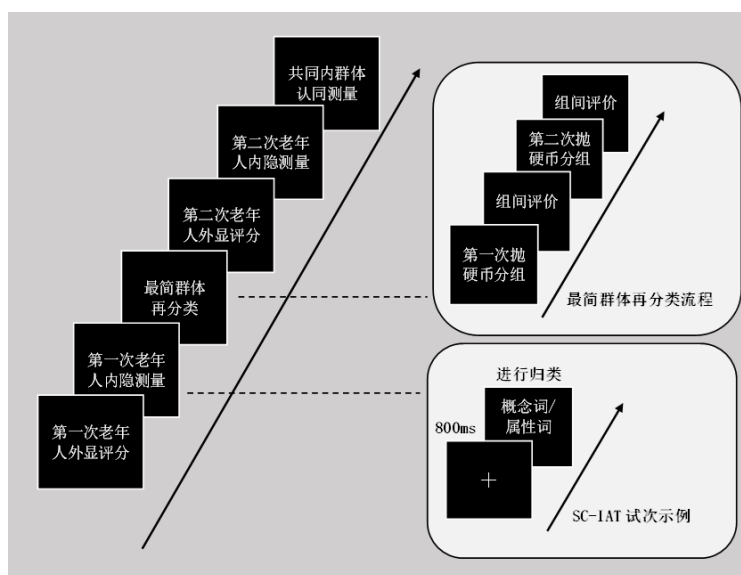 共同内群体
认同测量
第二次老年
人内隐测量
第二次老年
人外显评分
最简群体
再分类
第一次老年
人内隐测量
第一次老年
人外显评分
组间评价
第二次抛
硬币分组
组间评价
第一次抛
硬币分组
最简群体再分类流程
进行归类
概念词/
属性词
800ms
+
SC-IAT 试次示例